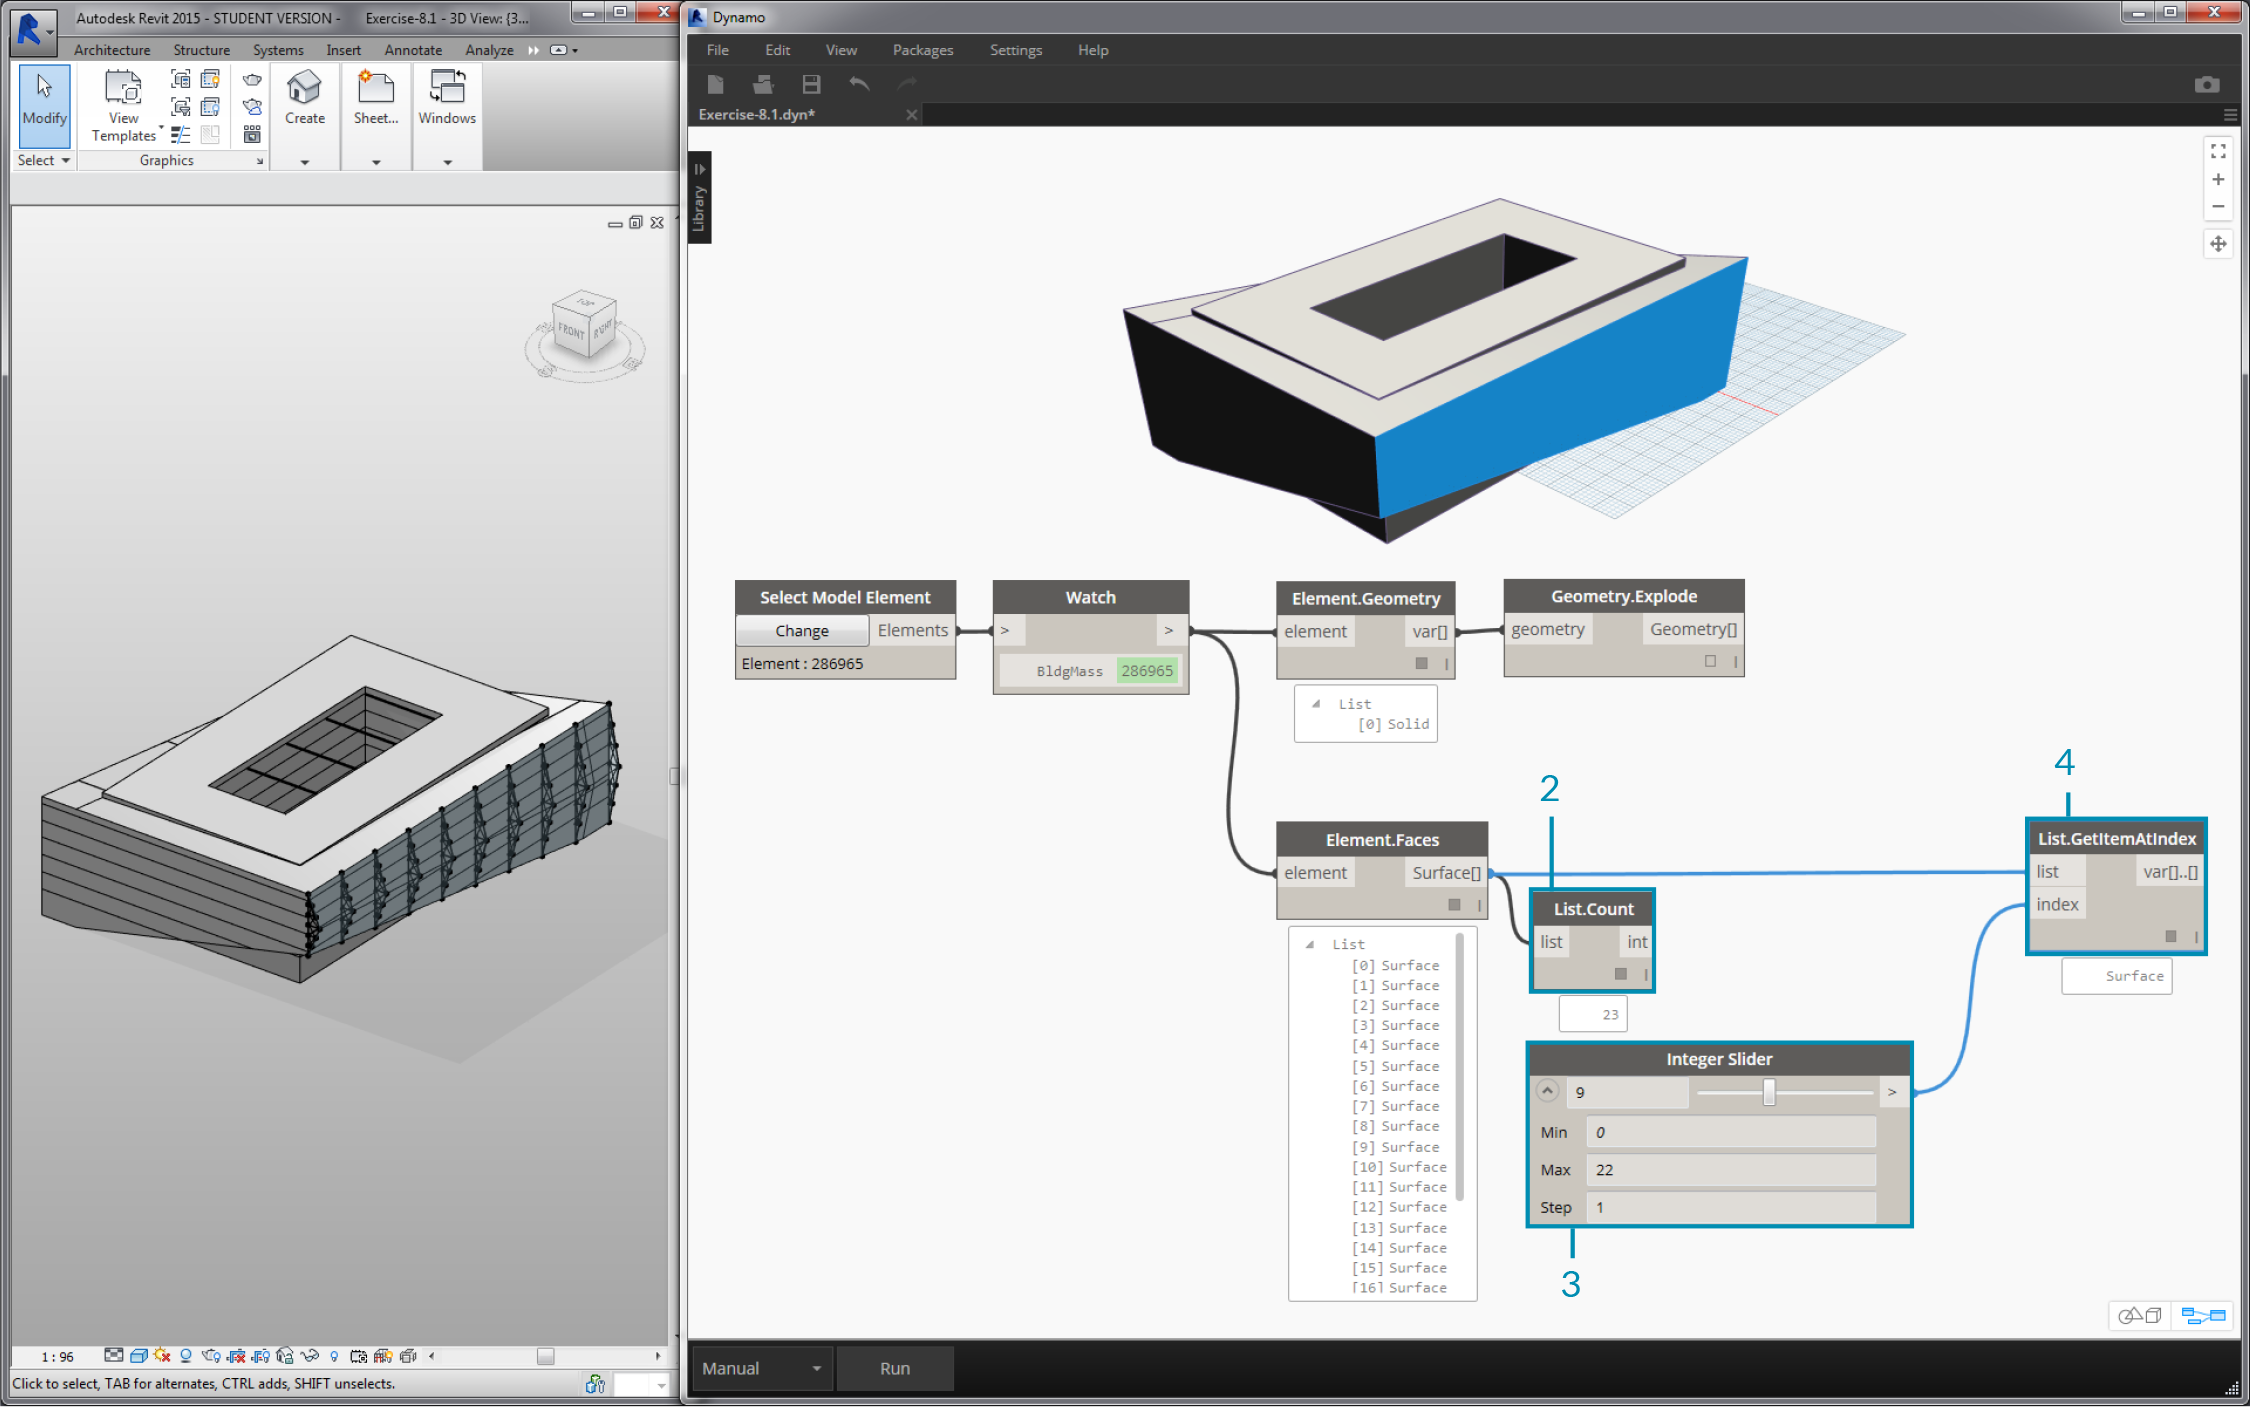 Autodesk Revit 2015 - STUDENT VERSION - Exercise-8.1 - 3D View: {3...
Architecture Structure Systems Insert Annotate Analyze
Modify
View Templates
Create
Sheet...
Windows
Select
Graphics
TOP
FRONT
RIGHT
1 : 96
Click to select, TAB for alternates, CTRL adds, SHIFT unselects.
Dynamo
File Edit View Packages Settings Help
Exercise-8.1.dyn*
Library
Select Model Element
Change Elements
Element : 286965
Watch
> >
BldgMass 286965
Element.Geometry
element var[]
List
[0] Solid
Geometry.Explode
geometry Geometry[]
Element.Faces
element Surface[]
List
[0] Surface
[1] Surface
[2] Surface
[3] Surface
[4] Surface
[5] Surface
[6] Surface
[7] Surface
[8] Surface
[9] Surface
[10] Surface
[11] Surface
[12] Surface
[13] Surface
[14] Surface
[15] Surface
[16] Surface
2
List.Count
list int
23
Integer Slider
9 >
Min 0
Max 22
Step 1
3
4
List.GetItemAtIndex
list var[]..[]
index
Surface
Manual Run